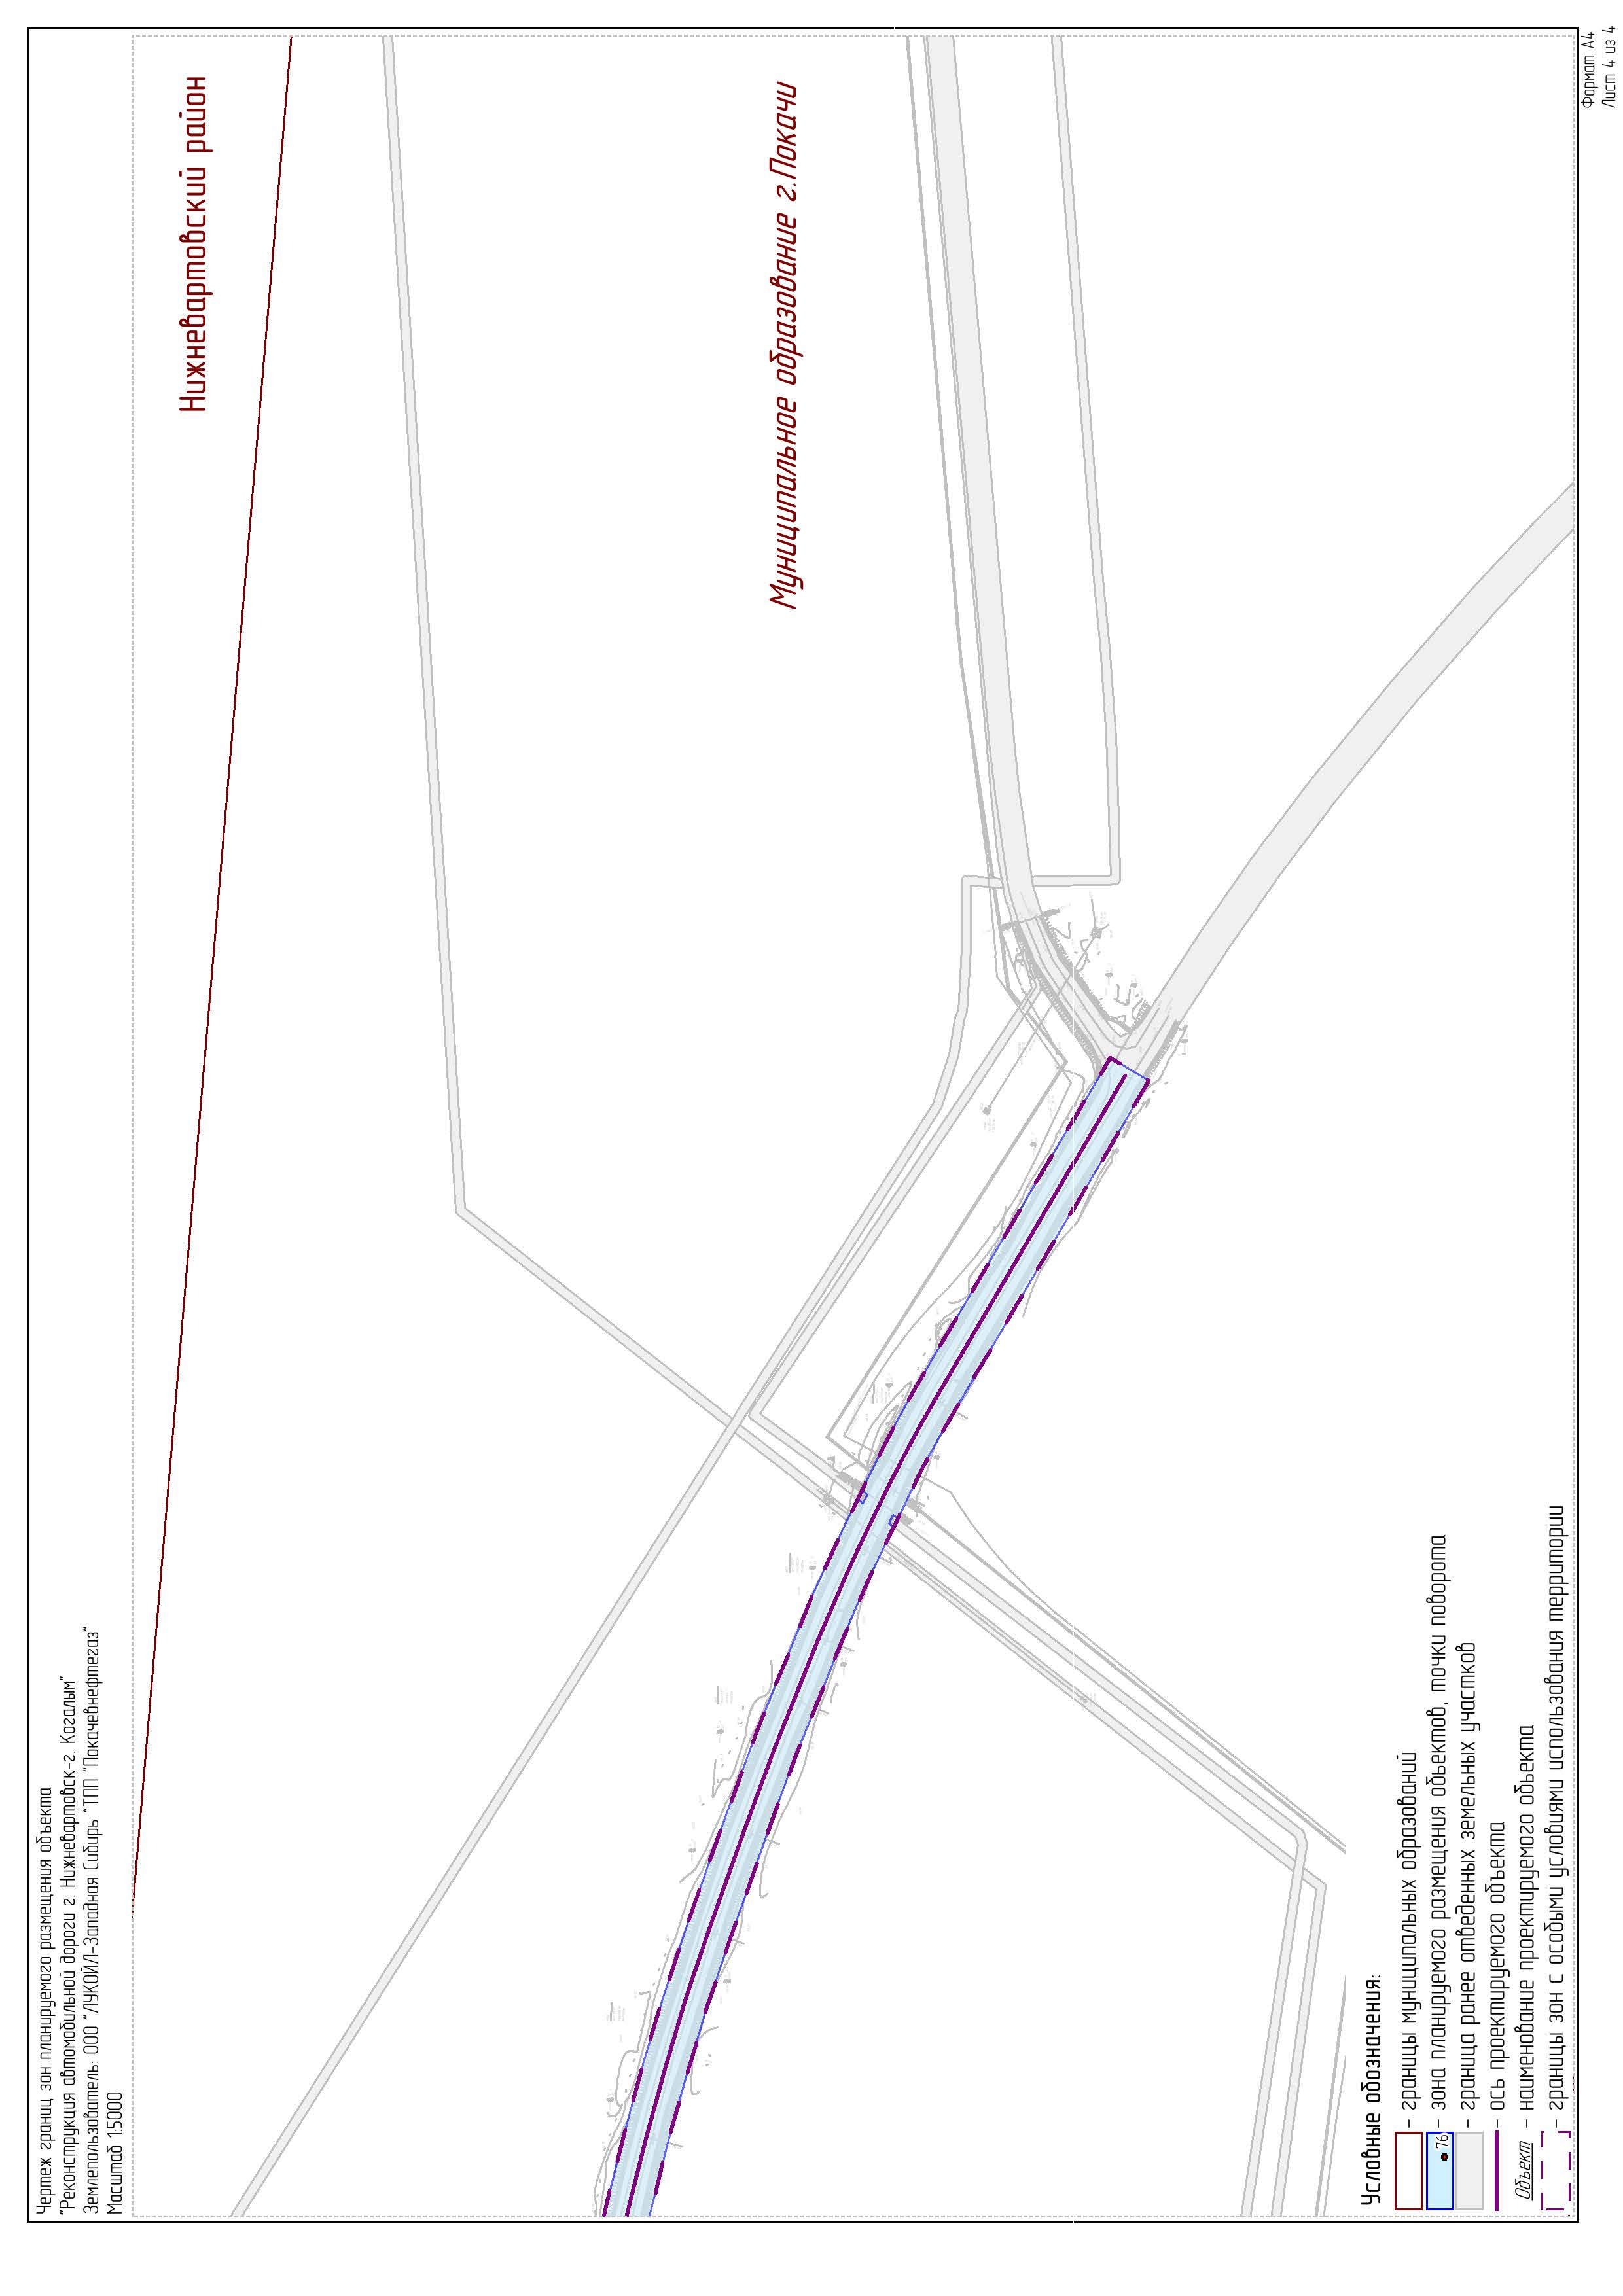 Чертеж границ зон планируемого размещения объекта
"Реконструкция автомобильной дороги г. Нижневартовск-г. Когалым"
Землепользователь: ООО "ЛУКОЙЛ-Западная Сибирь "ТПП "Покачевнефтегаз"
Масштаб 1:5000
Нижневартовский район
Муниципальное образование г.Покачи
Условные обозначения:
- границы муниципальных образований
76 - зона планируемого размещения объектов, точки поворота
- граница ранее отведенных земельных участков
- ось проектируемого объекта
Объект - наименование проектируемого объекта
- границы зон с особыми условиями использования территории
Формат А4
Лист 4 из 4